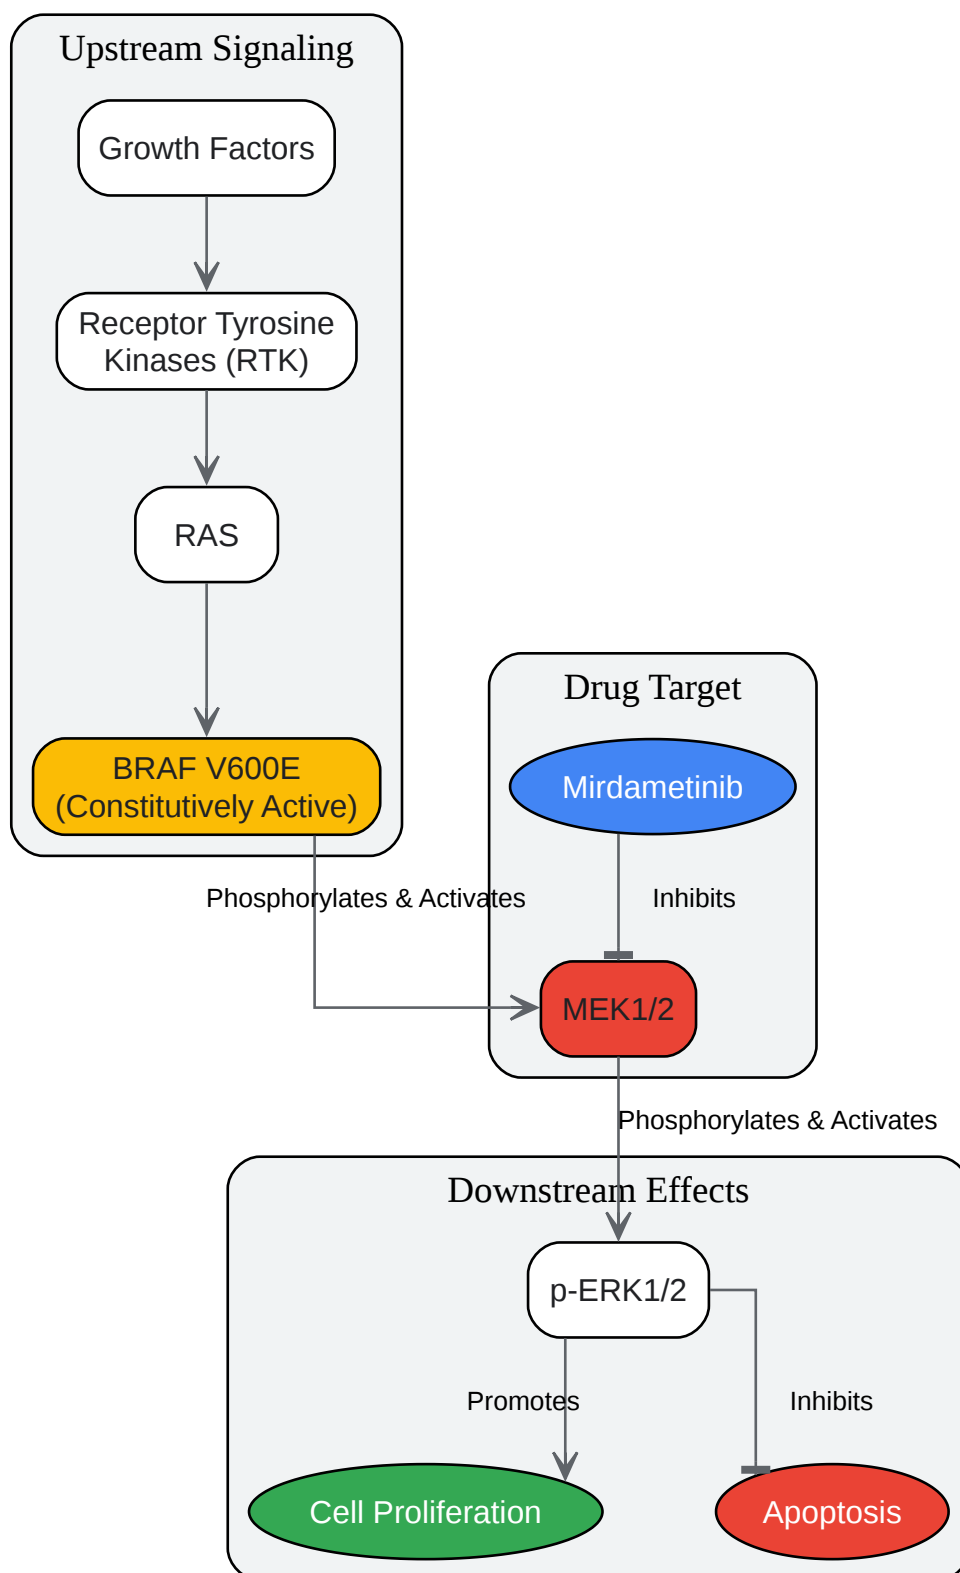 Upstream Signaling
Growth Factors
Receptor Tyrosine
Kinases (RTK)
RAS
BRAF V600E
(Constitutively Active)
Drug Target
Mirdametinib
Phosphorylates & Activates
Inhibits
MEK1/2
Phosphorylates & Activates
Downstream Effects
p-ERK1/2
Promotes
Inhibits
Cell Proliferation
Apoptosis